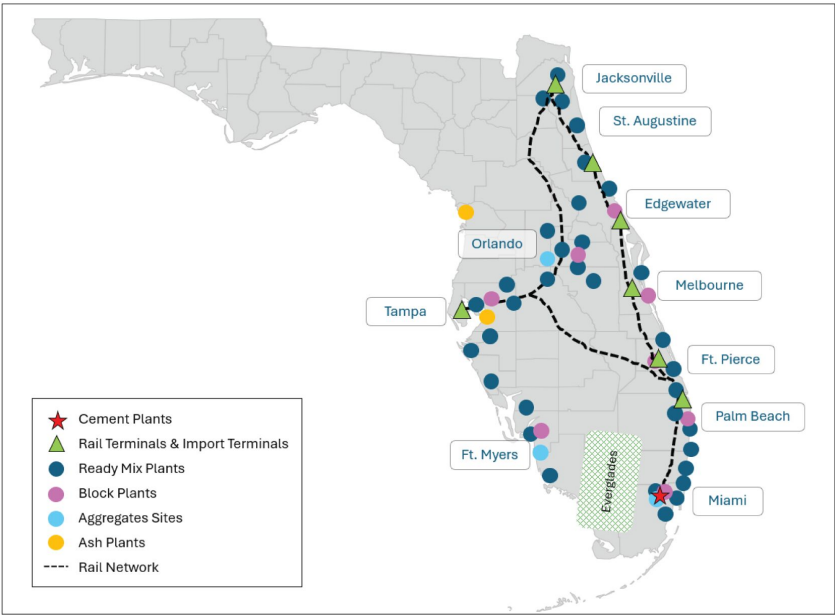 Jacksonville
St. Augustine
Edgewater
Orlando
Melbourne
Tampa
Ft. Pierce
Palm Beach
Ft. Myers
Everglades
Miami
Cement Plants
Rail Terminals & Import Terminals
Ready Mix Plants
Block Plants
Aggregates Sites
Ash Plants
Rail Network